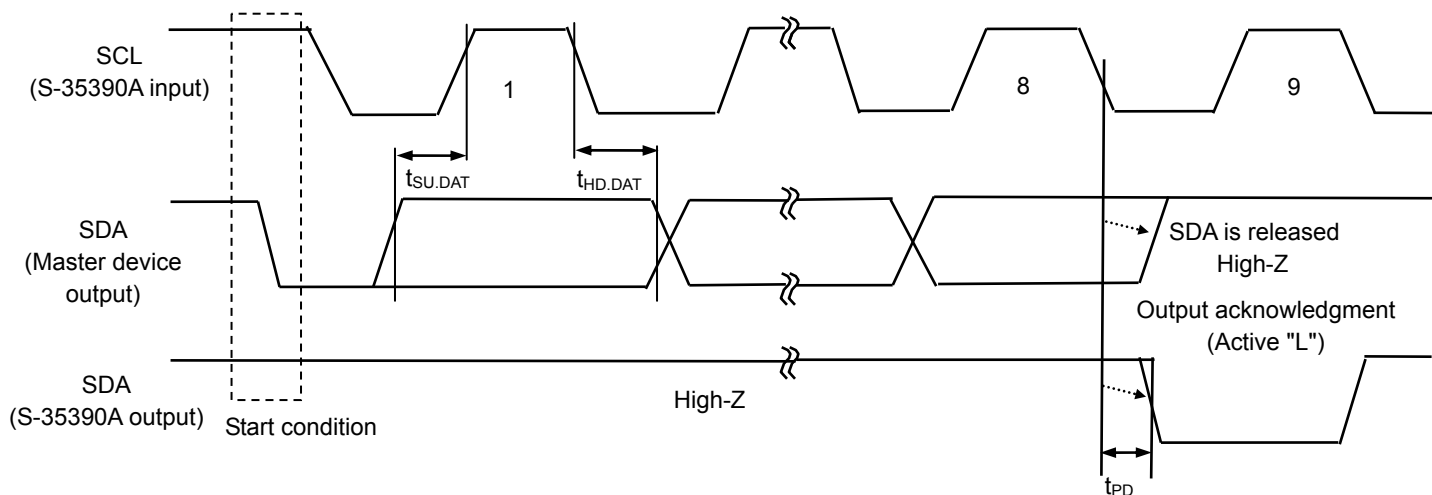 SCL
(S-35390A input)
1
8
9
tSU.DAT
tHD.DAT
SDA
(Master device
output)
SDA is released
High-Z
Output acknowledgment
(Active "L")
SDA
(S-35390A output)
High-Z
Start condition
tPD